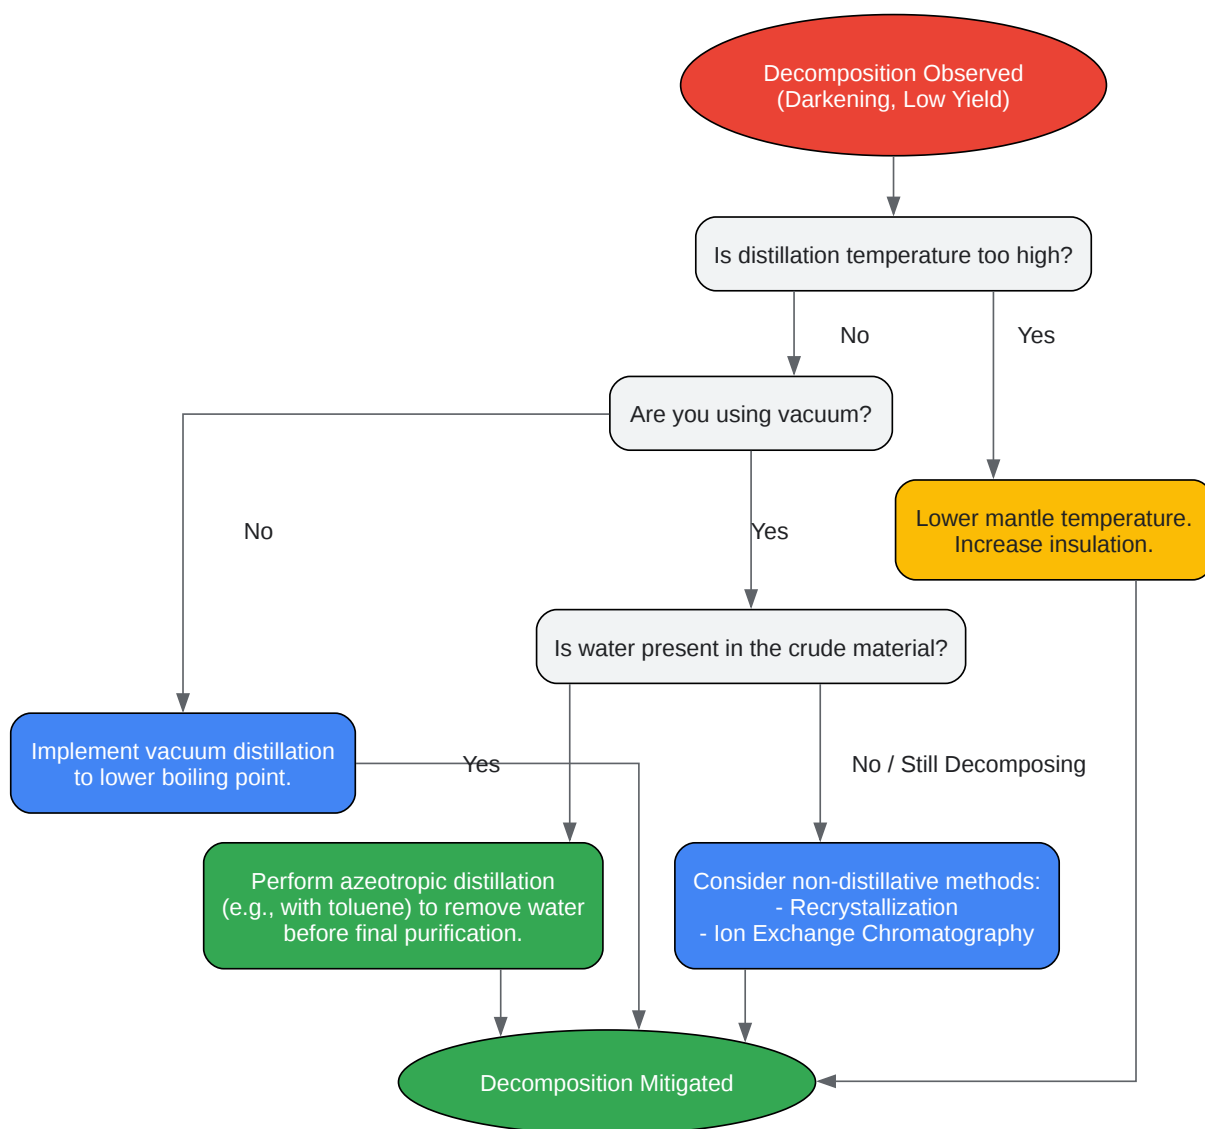 Decomposition Observed
(Darkening, Low Yield)
Is distillation temperature too high?
No
Yes
Are you using vacuum?
Lower mantle temperature.
Increase insulation.
No
Yes
Is water present in the crude material?
Implement vacuum distillation
to lower boiling point.
Yes
No / Still Decomposing
Perform azeotropic distillation
(e.g., with toluene) to remove water
before final purification.
Consider non-distillative methods:
- Recrystallization
- Ion Exchange Chromatography
Decomposition Mitigated